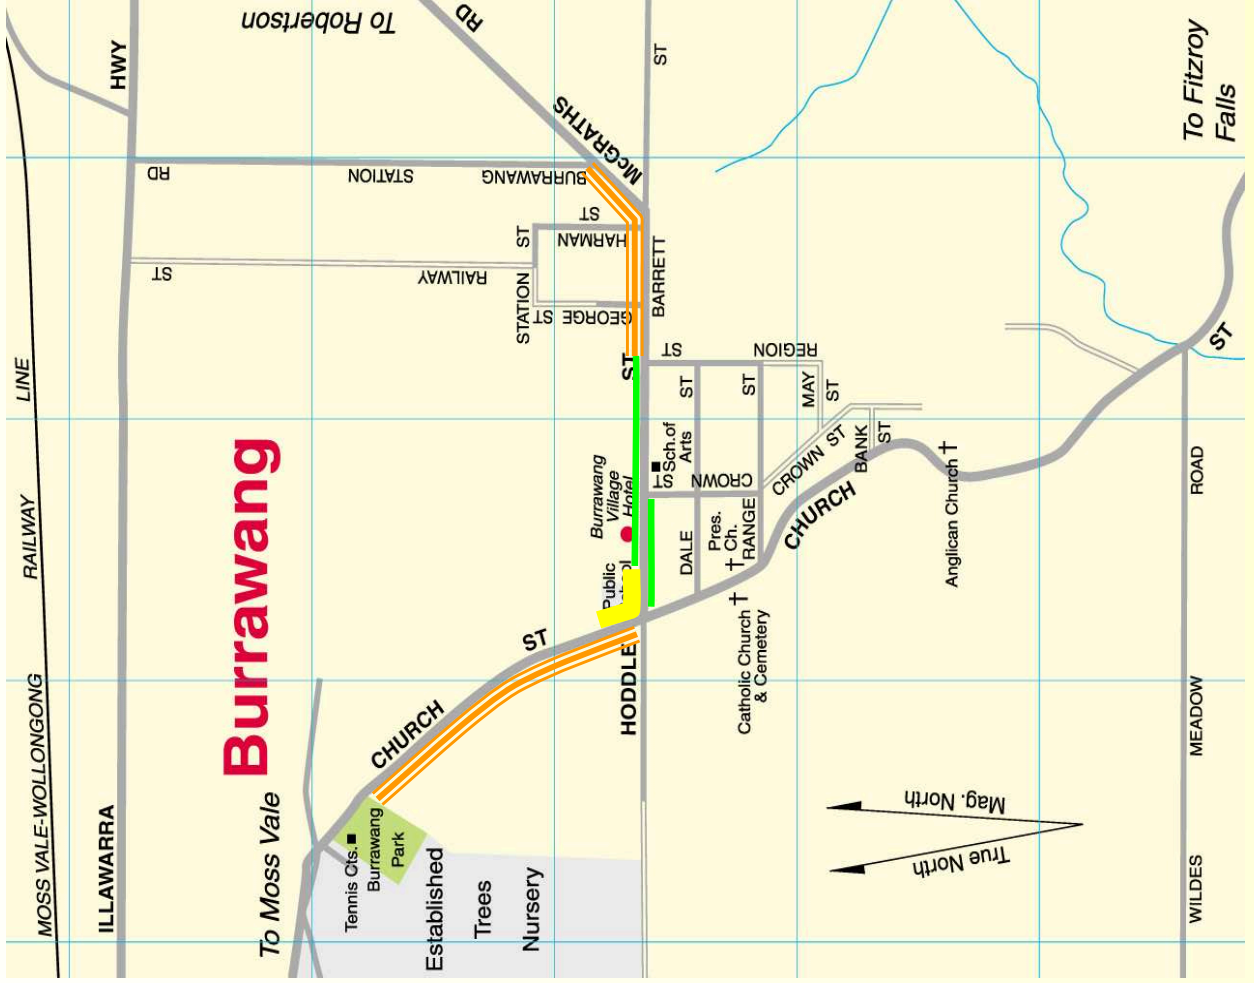 To Robertson
RD
HWY
ST
McGRATHS
To Fitzroy
Falls
RD
STATION
BURRAWANG
ST
HARMAN
ST
RAILWAY
ST
STATION
GEORGE ST
BARRETT
ST
LINE
ST
ST
REGION
ST
ST
MAY
ST
ST
Burrawang
Burrawang
Village
Hotel
Sch.of
Arts
ST
CROWN
CROWN ST
BANK
ST
CHURCH
Anglican Church
ROAD
RAILWAY
Public
DALE
Pres.
Ch.
RANGE
Catholic Church
& Cemetery
ST
HODDLE
CHURCH
MOSS VALE-WOLLONGONG
ILLAWARRA
To Moss Vale
Tennis Cts.
Burrawang
Park
Established
Trees
Nursery
Mag. North
True North
MEADOW
WILDES